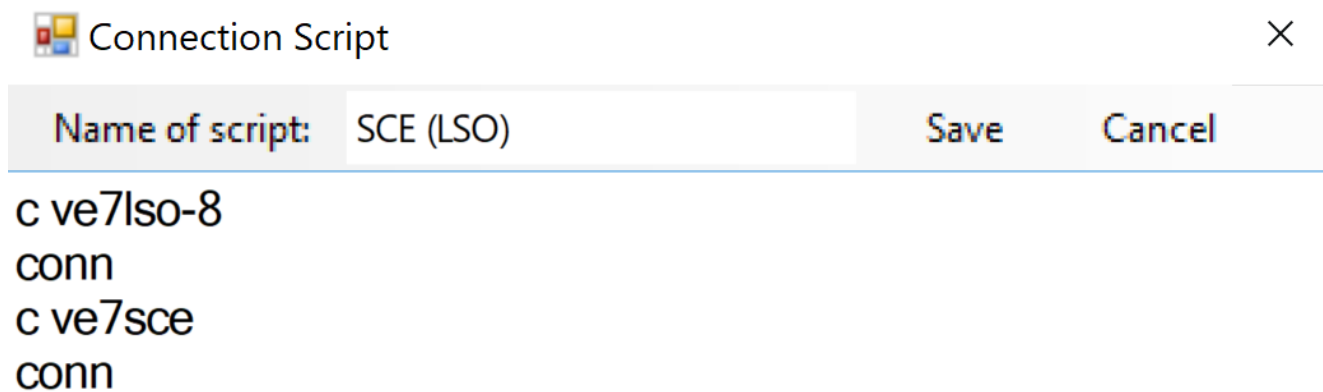 Connection Script
Name of script: SCE (LSO) Save Cancel
c ve7lso-8
conn
c ve7sce
conn